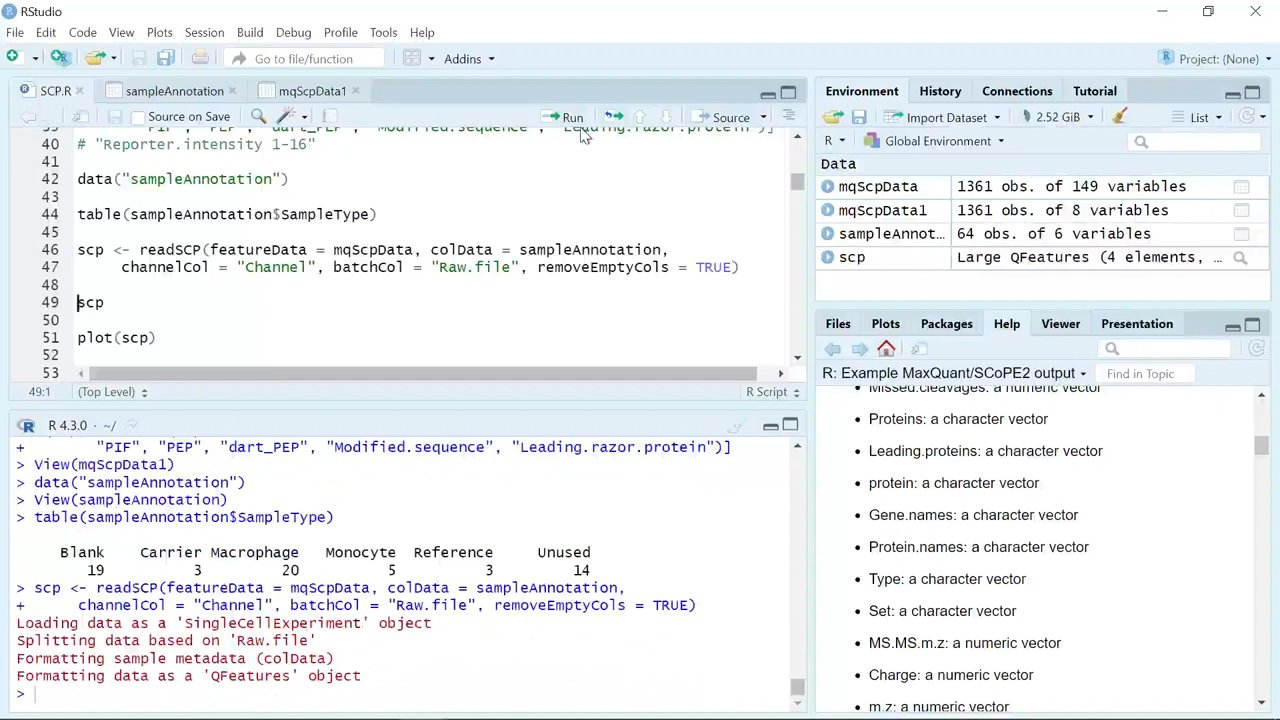 RStudio
File Edit Code View Plots Session Build Debug Profile Tools Help
Go to file/function Addins Project: (None)
SCP.R sampleAnnotation mqScpData1
Source on Save Run Source
39 "PIF", "PEP", "dart_PEP", "Modified.sequence", "Leading.razor.protein")]
40 # "Reporter.intensity 1-16"
41
42 data("sampleAnnotation")
43
44 table(sampleAnnotation$SampleType)
45
46 scp <- readSCP(featureData = mqScpData, colData = sampleAnnotation,
47 channelCol = "Channel", batchCol = "Raw.file", removeEmptyCols = TRUE)
48
49 scp
50
51 plot(scp)
52
53
49:1 (Top Level) R Script
R 4.3.0 · ~/
+ "PIF", "PEP", "dart_PEP", "Modified.sequence", "Leading.razor.protein")]
> View(mqScpData1)
> data("sampleAnnotation")
> View(sampleAnnotation)
> table(sampleAnnotation$SampleType)
Blank Carrier Macrophage Monocyte Reference Unused
19 3 20 5 3 14
> scp <- readSCP(featureData = mqScpData, colData = sampleAnnotation,
+ channelCol = "Channel", batchCol = "Raw.file", removeEmptyCols = TRUE)
Loading data as a 'SingleCellExperiment' object
Splitting data based on 'Raw.file'
Formatting sample metadata (colData)
Formatting data as a 'QFeatures' object
>
Environment History Connections Tutorial
Import Dataset 2.52 GiB List
R Global Environment
Data
mqScpData 1361 obs. of 149 variables
mqScpData1 1361 obs. of 8 variables
sampleAnnot... 64 obs. of 6 variables
scp Large QFeatures (4 elements, ...
Files Plots Packages Help Viewer Presentation
R: Example MaxQuant/SCoPE2 output Find in Topic
• Missed.cleavages: a numeric vector
• Proteins: a character vector
• Leading.proteins: a character vector
• protein: a character vector
• Gene.names: a character vector
• Protein.names: a character vector
• Type: a character vector
• Set: a character vector
• MS.MS.m.z: a numeric vector
• Charge: a numeric vector
• m.z: a numeric vector